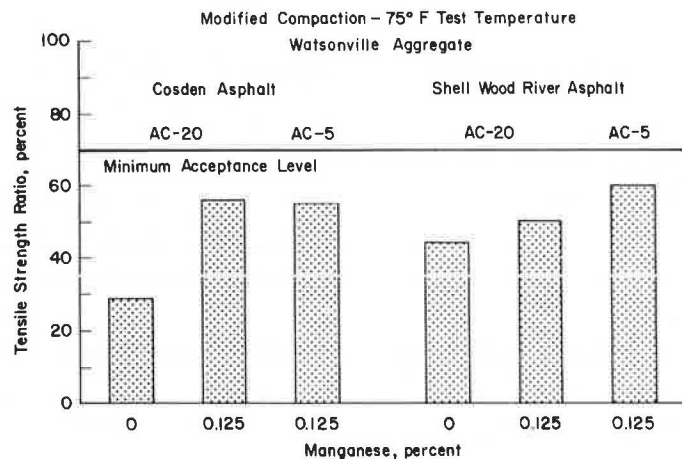 Modified Compaction – 75° F Test Temperature
Watsonville Aggregate
Cosden Asphalt
Shell Wood River Asphalt
AC-20
AC-5
AC-20
AC-5
Minimum Acceptance Level
Tensile Strength Ratio, percent
100
80
60
40
20
0
0
0.125
0.125
0
0.125
0.125
Manganese, percent